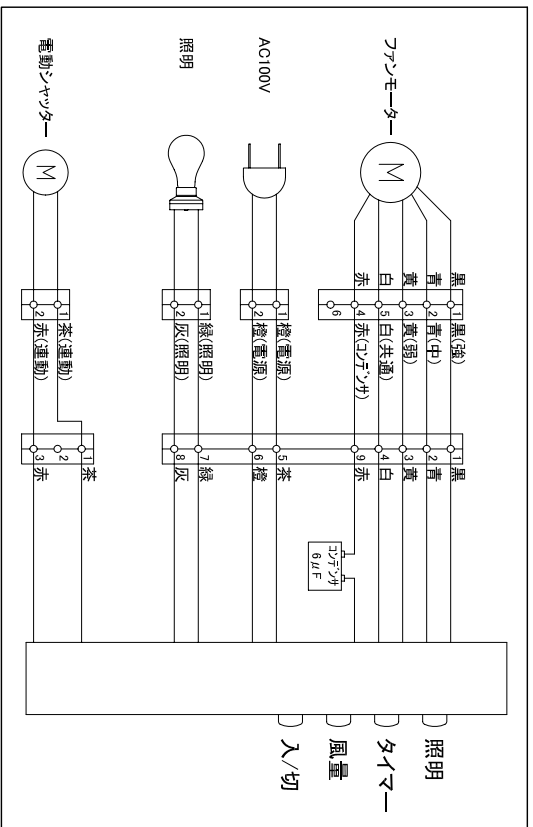 ファンモーター
黒 1 黒(強) 1 黒
青 2 青(中) 2 青
黄 3 黄(弱) 3 黄
白 5 白(共通) 4 白
赤 4 赤(コンデンサ) 9 赤
6
コンデンサ
6μF
AC100V
1 橙(電源) 5 茶
2 橙(電源) 6 橙
照明
1 緑(照明) 7 緑
2 灰(照明) 8 灰
電動シャッター
1 茶(連動) 1 茶
2
2 赤(連動) 3 赤
M
M
照明
タイマー
風量
入/切